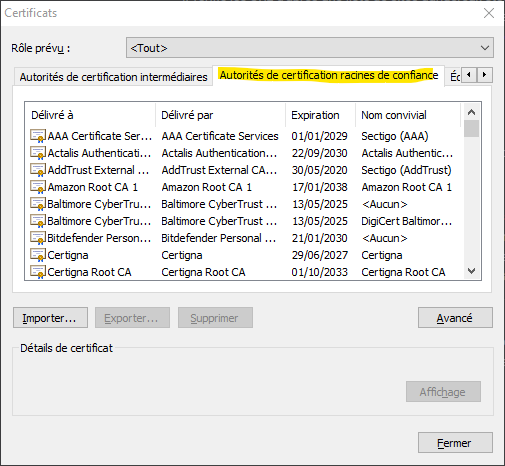 Certificats
Rôle prévu : <Tout>
Autorités de certification intermédiaires Autorités de certification racines de confiance Éc
Délivré à Délivré par Expiration Nom convivial
AAA Certificate Ser... AAA Certificate Services 01/01/2029 Sectigo (AAA)
Actalis Authentication... Actalis Authentication... 22/09/2030 Actalis Authentic...
AddTrust External ... AddTrust External CA... 30/05/2020 Sectigo (AddTrust)
Amazon Root CA 1 Amazon Root CA 1 17/01/2038 Amazon Root CA 1
Baltimore CyberTrus... Baltimore CyberTrust... 13/05/2025 <Aucun>
Baltimore CyberTrus... Baltimore CyberTrust... 13/05/2025 DigiCert Baltimor...
Bitdefender Person... Bitdefender Personal ... 21/01/2030 <Aucun>
Certigna Certigna 29/06/2027 Certigna
Certigna Root CA Certigna Root CA 01/10/2033 Certigna Root CA
Importer... Exporter... Supprimer Avancé
Détails de certificat
Affichage
Fermer